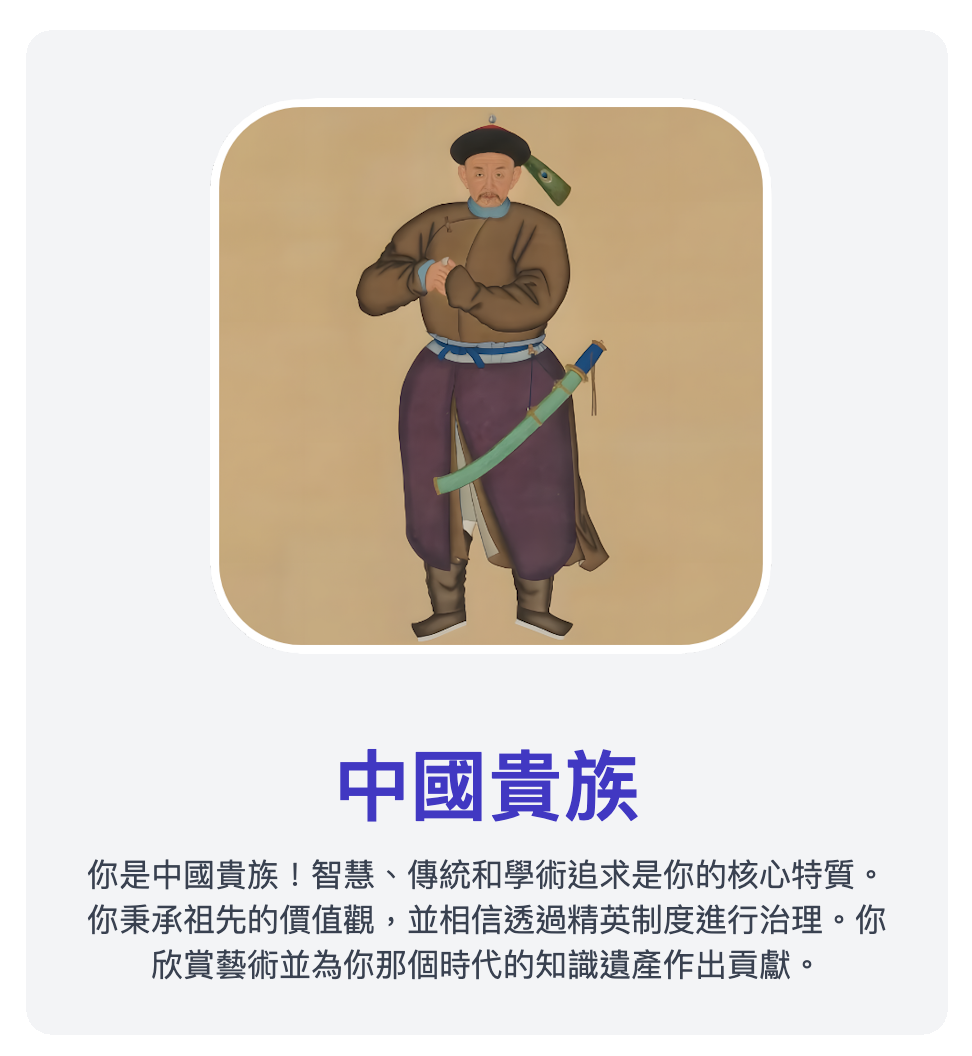 中國貴族
你是中國貴族！智慧、傳統和學術追求是你的核心特質。
你秉承祖先的價值觀，並相信透過精英制度進行治理。你
欣賞藝術並為你那個時代的知識遺產作出貢獻。